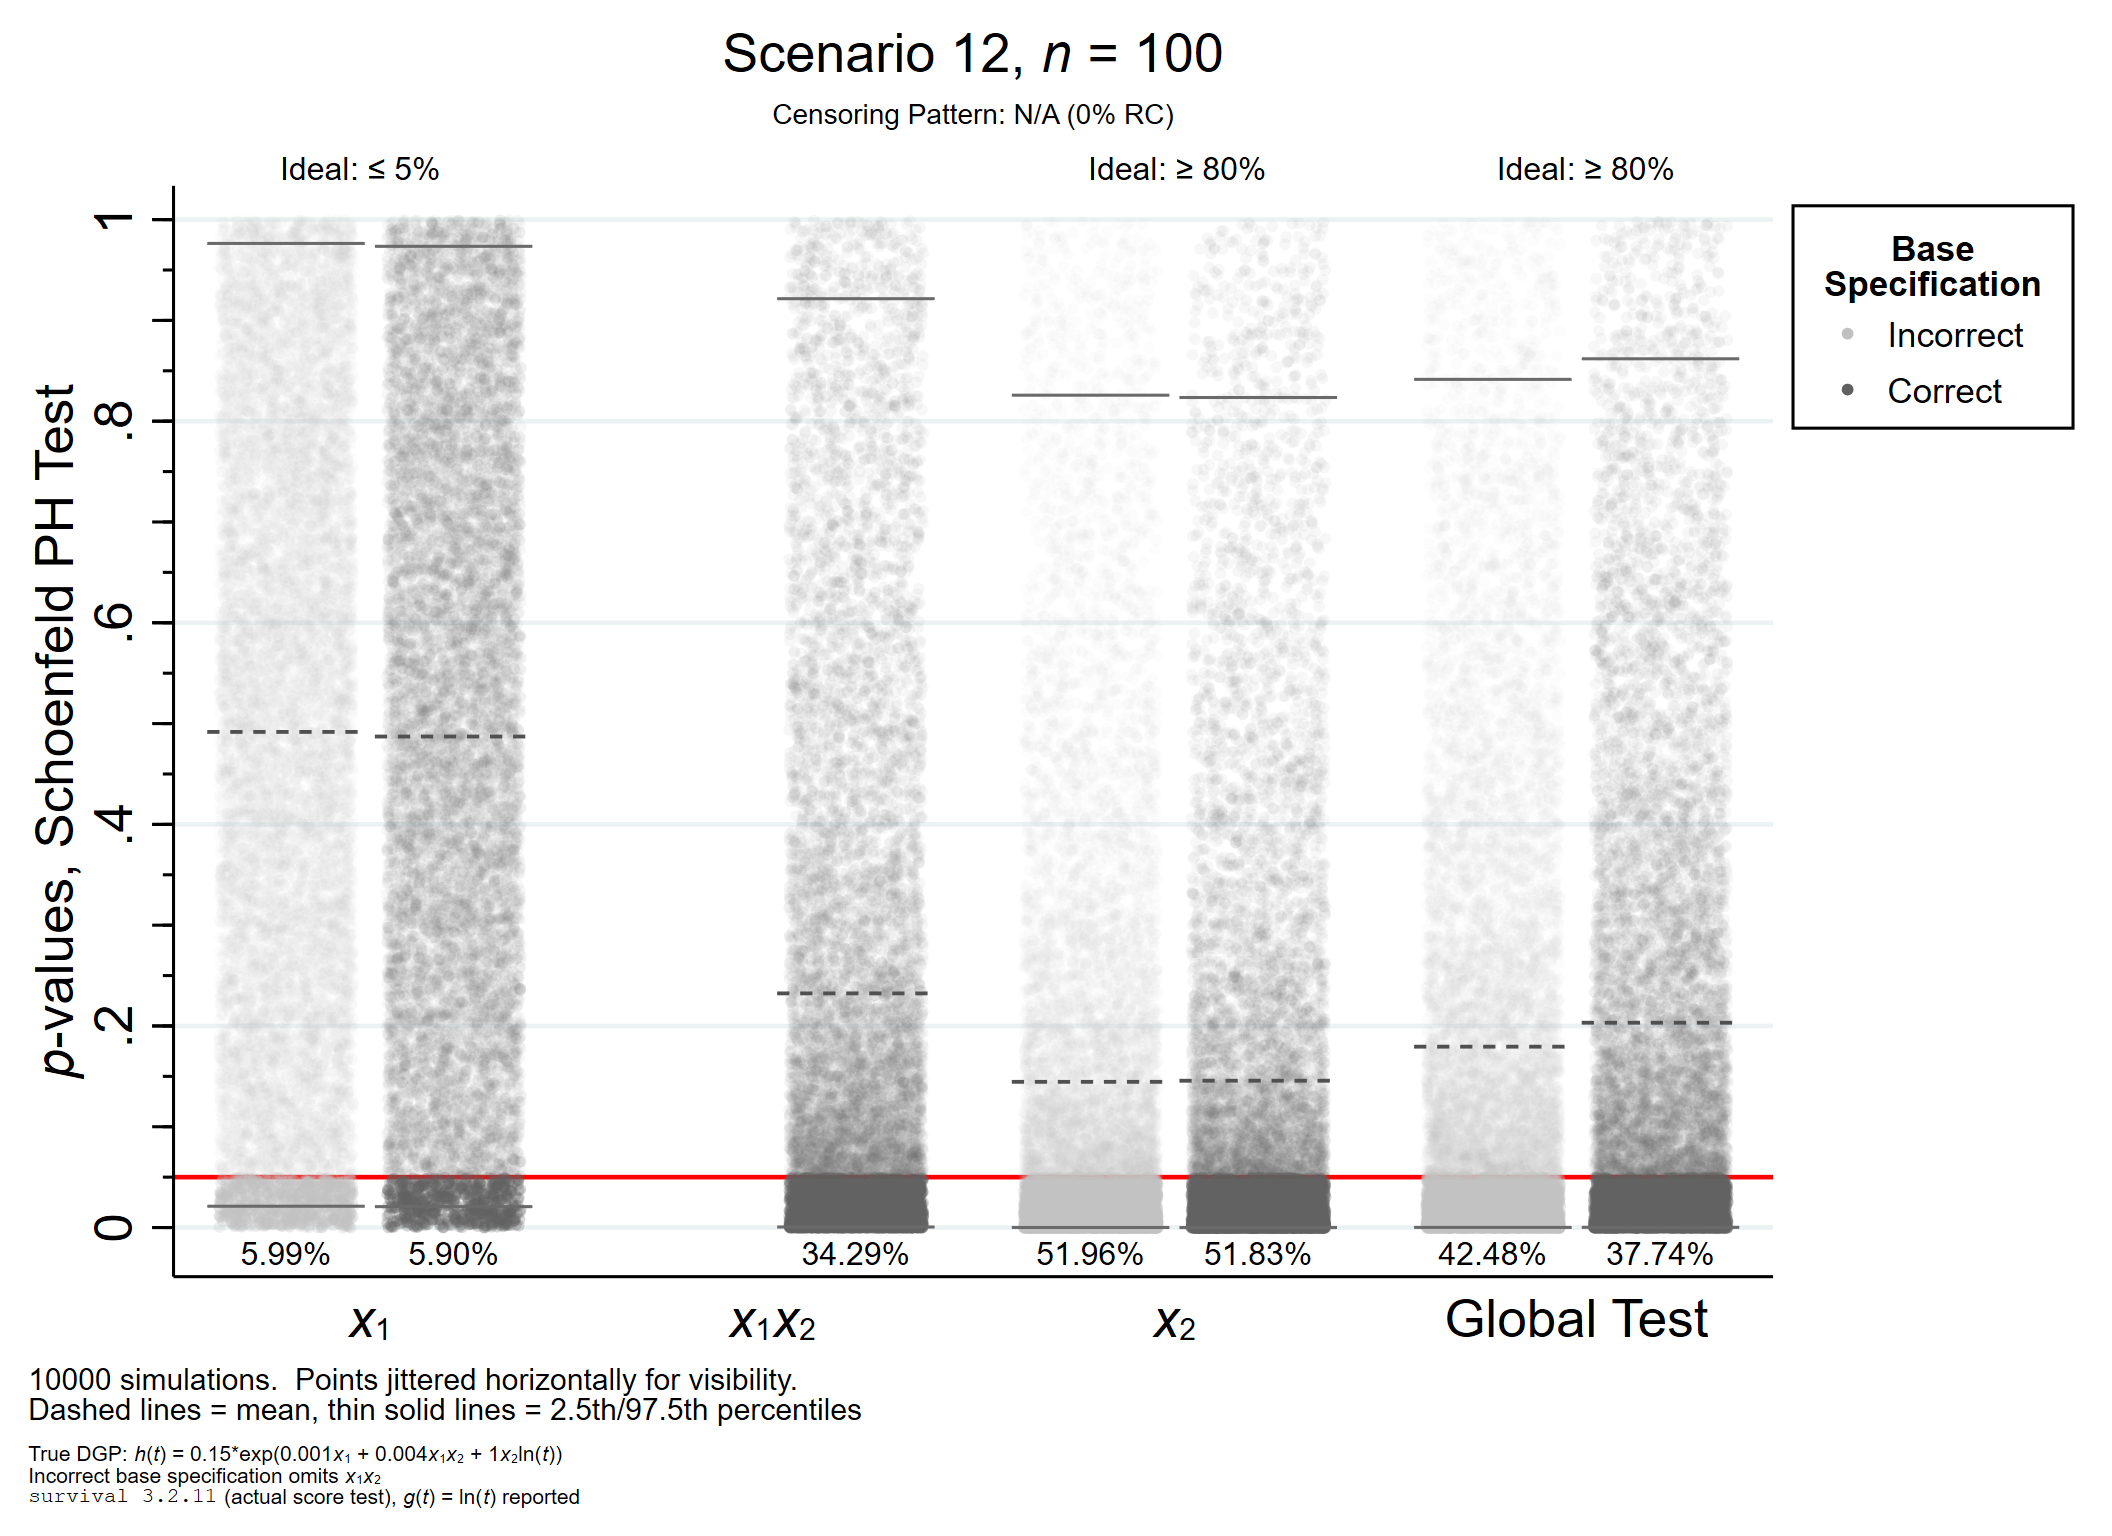 Scenario 12, n = 100
Censoring Pattern: N/A (0% RC)
Ideal: ≤ 5%
Ideal: ≥ 80%
Ideal: ≥ 80%
p-values, Schoenfeld PH Test
1
.8
.6
.4
.2
0
Base
Specification
Incorrect
Correct
5.99%
5.90%
34.29%
51.96%
51.83%
42.48%
37.74%
x₁
x₁x₂
x₂
Global Test
10000 simulations.  Points jittered horizontally for visibility.
Dashed lines = mean, thin solid lines = 2.5th/97.5th percentiles
True DGP: h(t) = 0.15*exp(0.001x₁ + 0.004x₁x₂ + 1x₂ln(t))
Incorrect base specification omits x₁x₂
survival 3.2.11 (actual score test), g(t) = ln(t) reported